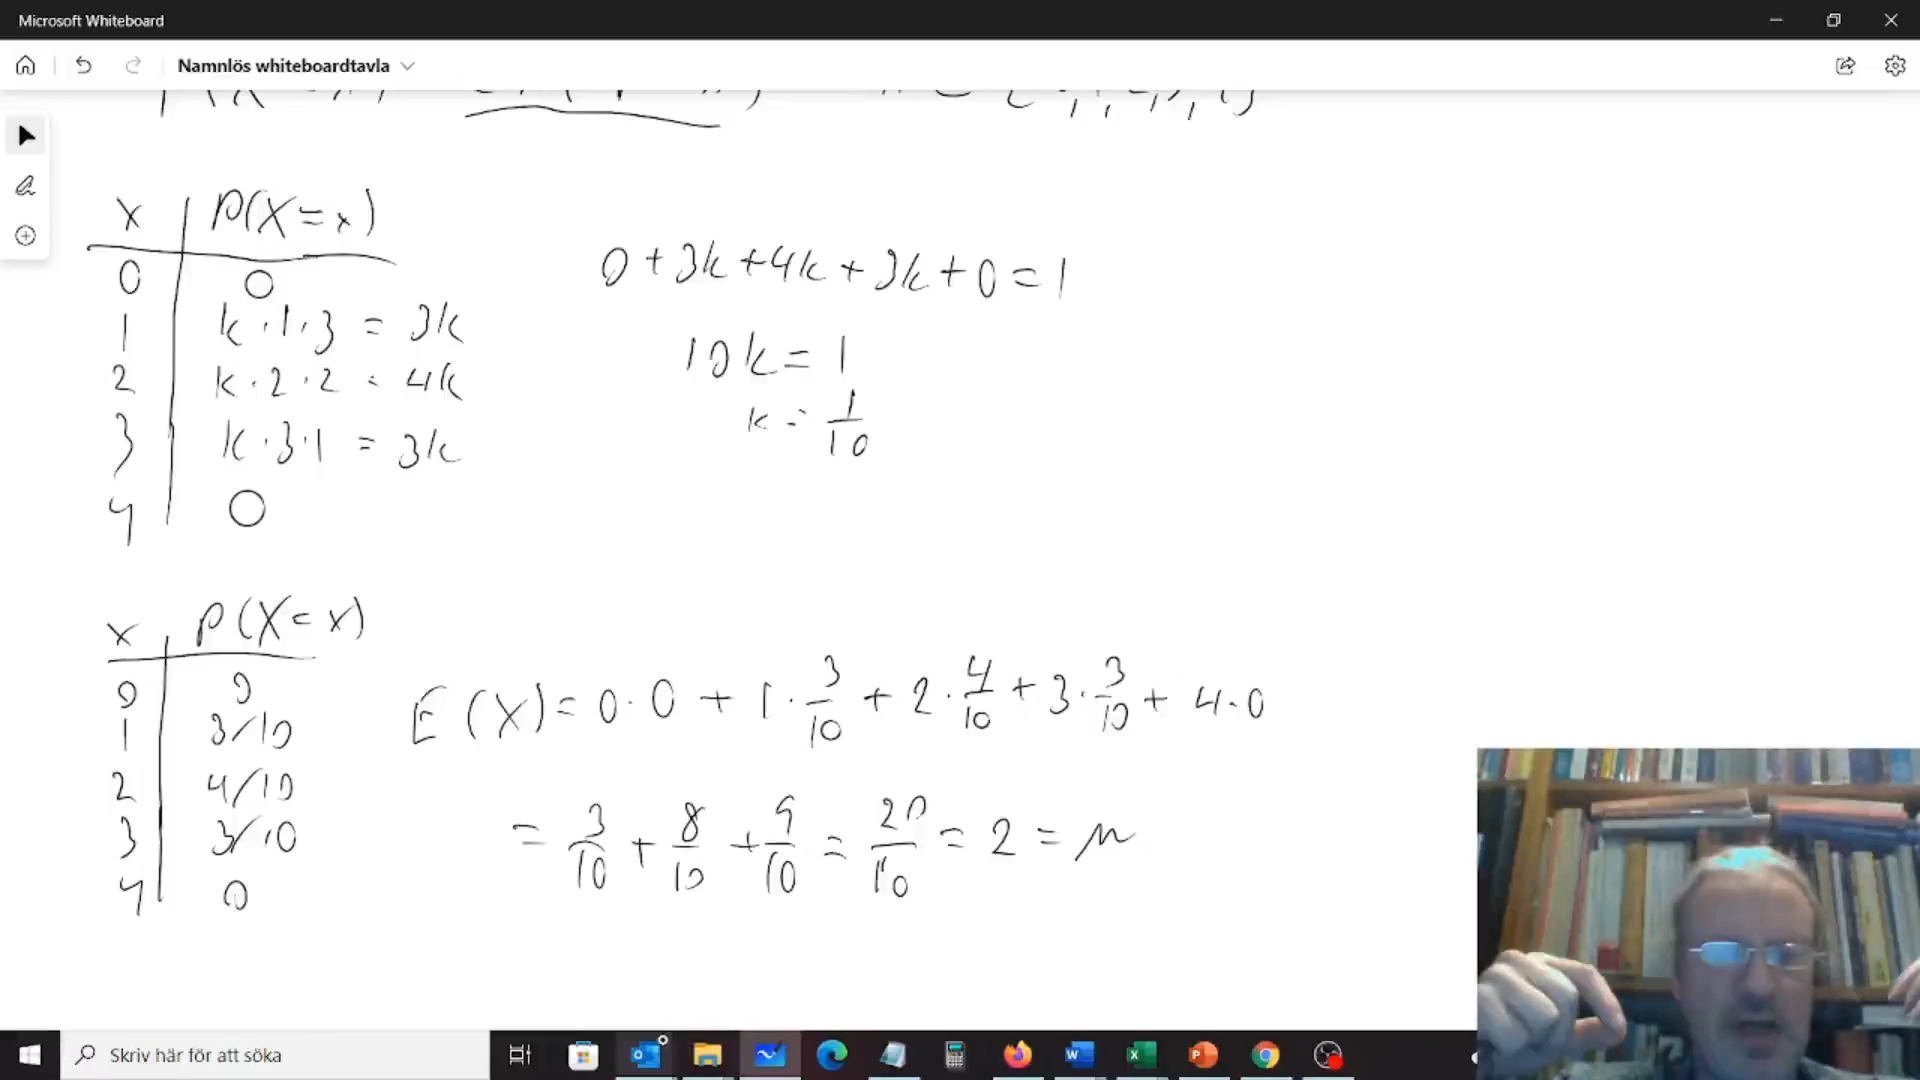 Microsoft Whiteboard
Namnlös whiteboardtavla
x P(X=x)
0 0
1 k·1·3 = 3k
2 k·2·2 = 4k
3 k·3·1 = 3k
4 0
0+3k+4k+3k+0=1
10k=1
k=1/10
x P(X=x)
0 0
1 3/10
2 4/10
3 3/10
4 0
E(X)=0·0+1·3/10+2·4/10+3·3/10+4·0
=3/10+8/10+9/10=20/10=2=μ
Skriv här för att söka